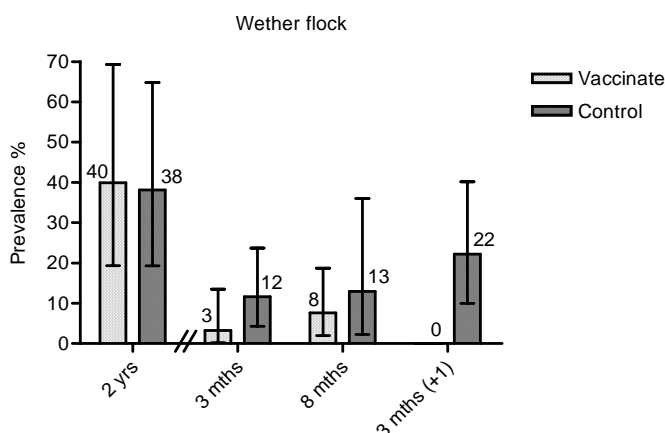 Wether flock
Vaccinate
Control
Prevalence %
70
60
50
40
30
20
10
0
40
38
3
12
8
13
0
22
2 yrs
3 mths
8 mths
3 mths (+1)